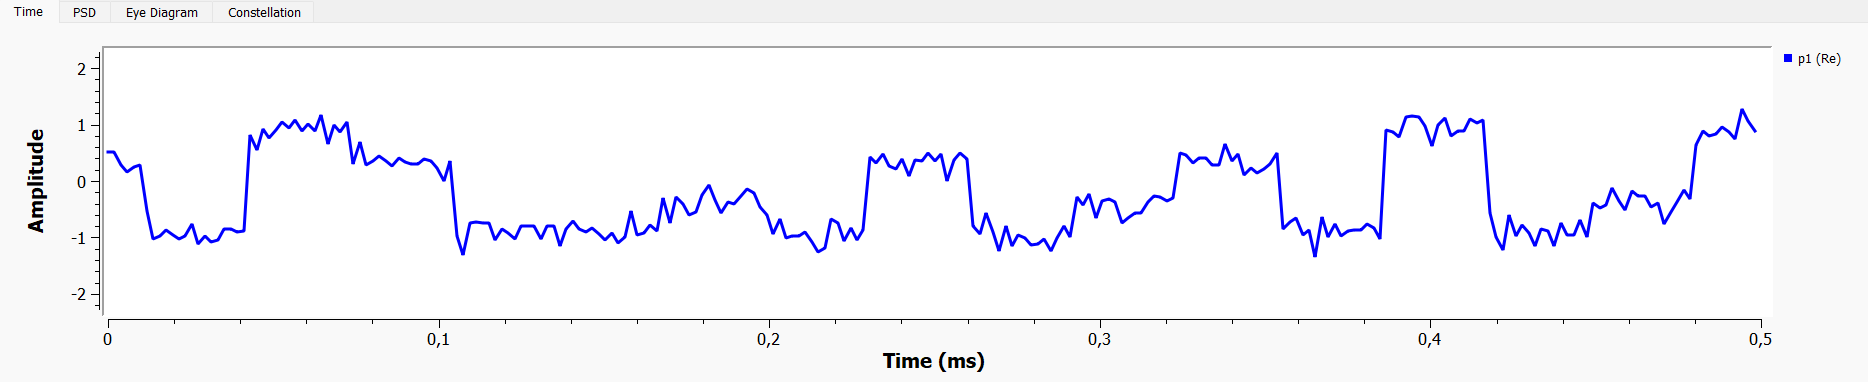 Time PSD Eye Diagram Constellation
p1 (Re)
Amplitude
2
1
0
-1
-2
0 0,1 0,2 0,3 0,4 0,5
Time (ms)